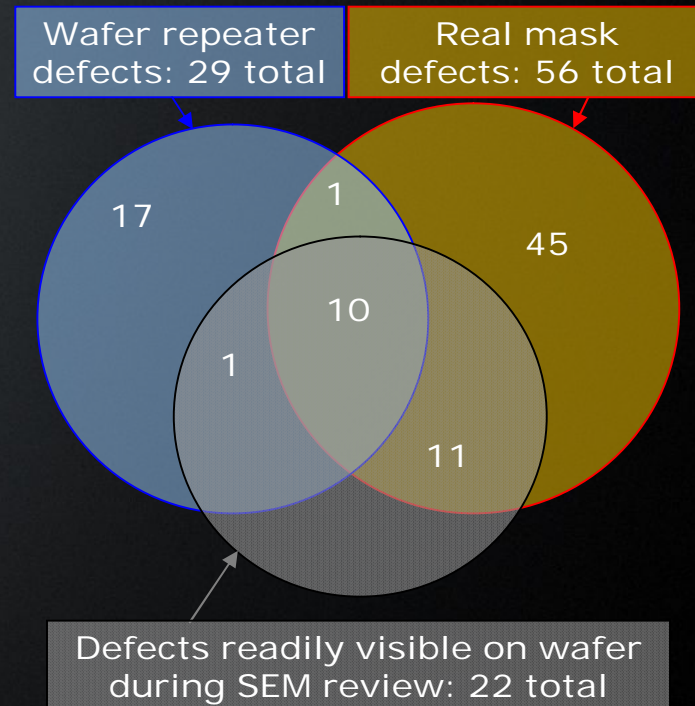 Wafer repeater
defects: 29 total
Real mask
defects: 56 total
17
1
45
10
1
11
Defects readily visible on wafer
during SEM review: 22 total